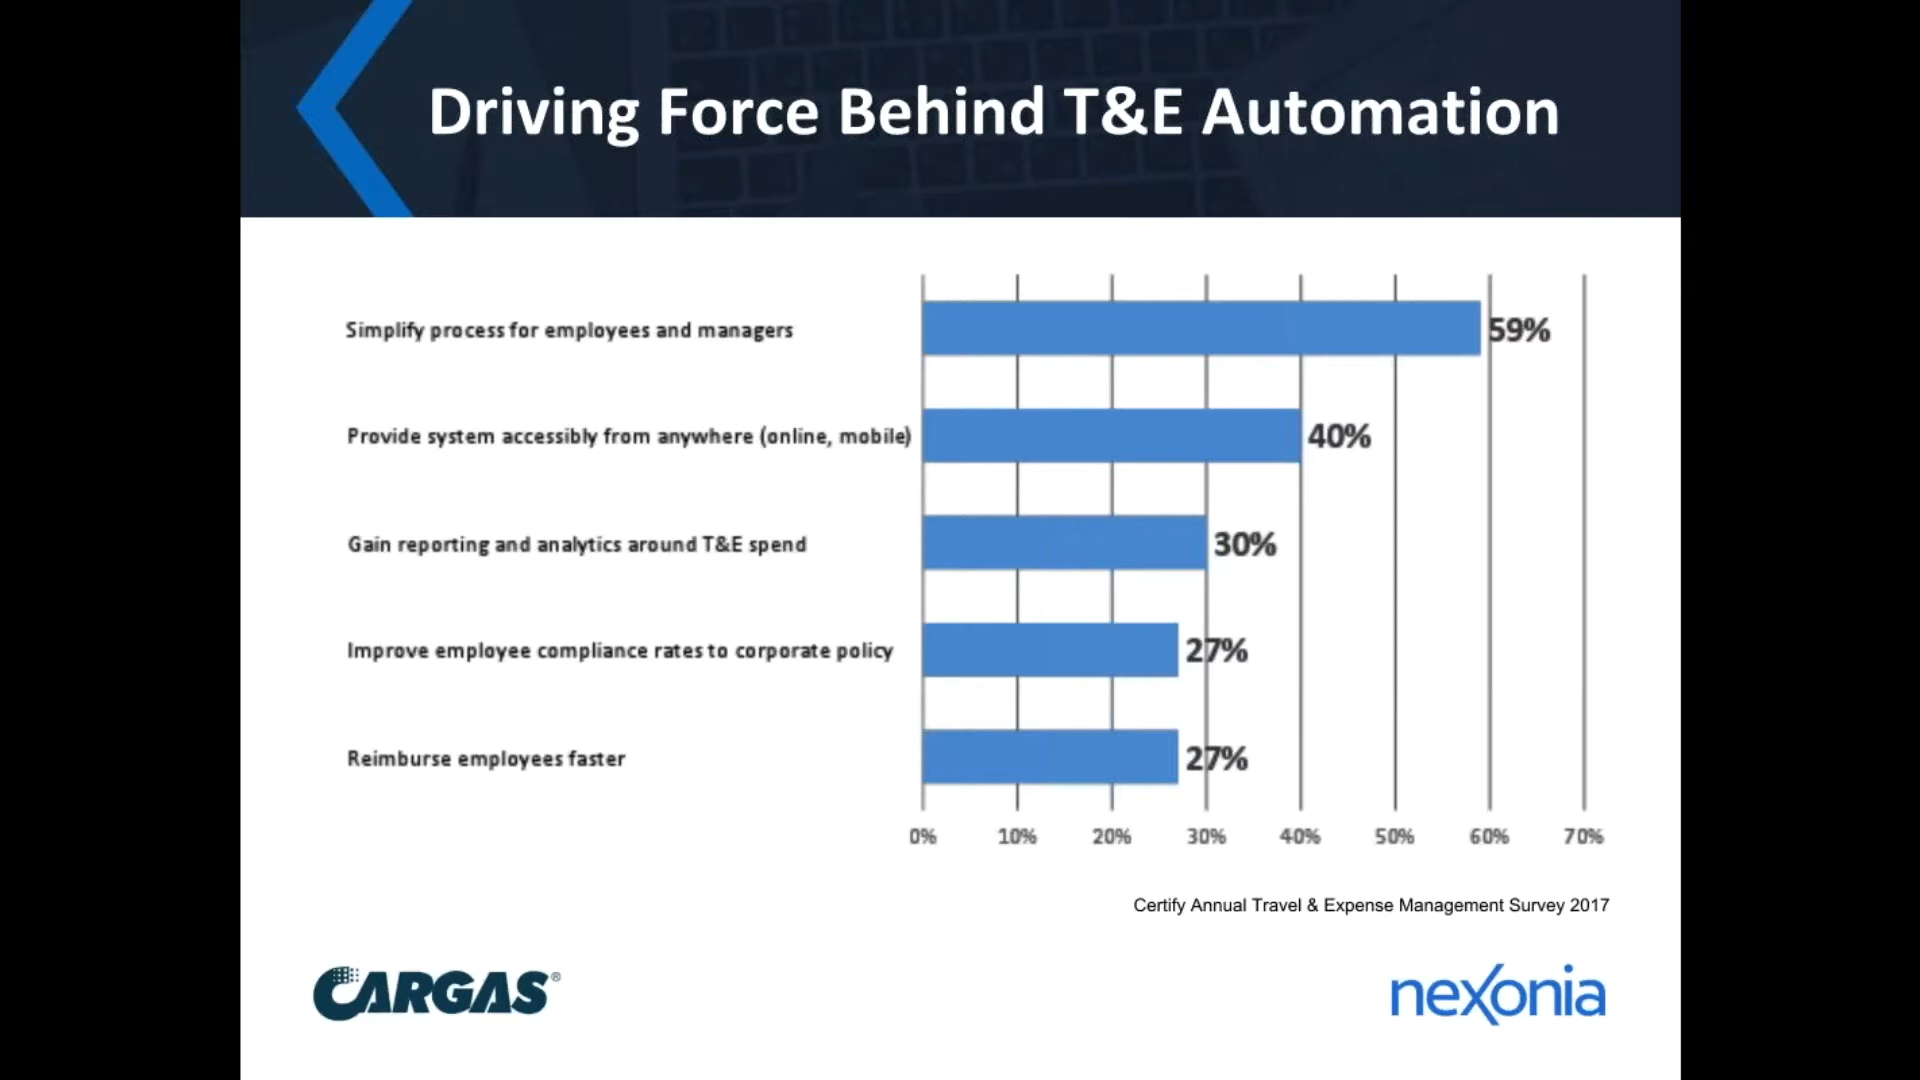 Driving Force Behind T&E Automation
Simplify process for employees and managers
59%
Provide system accessibly from anywhere (online, mobile)
40%
Gain reporting and analytics around T&E spend
30%
Improve employee compliance rates to corporate policy
27%
Reimburse employees faster
27%
0% 10% 20% 30% 40% 50% 60% 70%
Certify Annual Travel & Expense Management Survey 2017
CARGAS®
nexonia